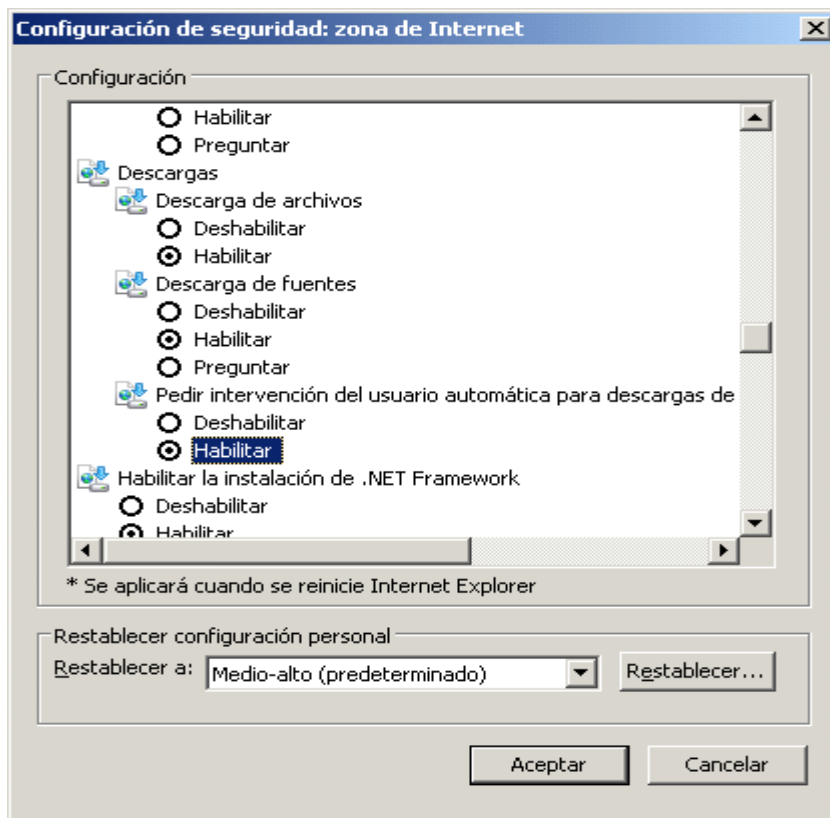 Configuración de seguridad: zona de Internet
Configuración
Habilitar
Preguntar
Descargas
Descarga de archivos
Deshabilitar
Habilitar
Descarga de fuentes
Deshabilitar
Habilitar
Preguntar
Pedir intervención del usuario automática para descargas de
Deshabilitar
Habilitar
Habilitar la instalación de .NET Framework
Deshabilitar
Habilitar
* Se aplicará cuando se reinicie Internet Explorer
Restablecer configuración personal
Restablecer a: Medio-alto (predeterminado) Restablecer...
Aceptar Cancelar